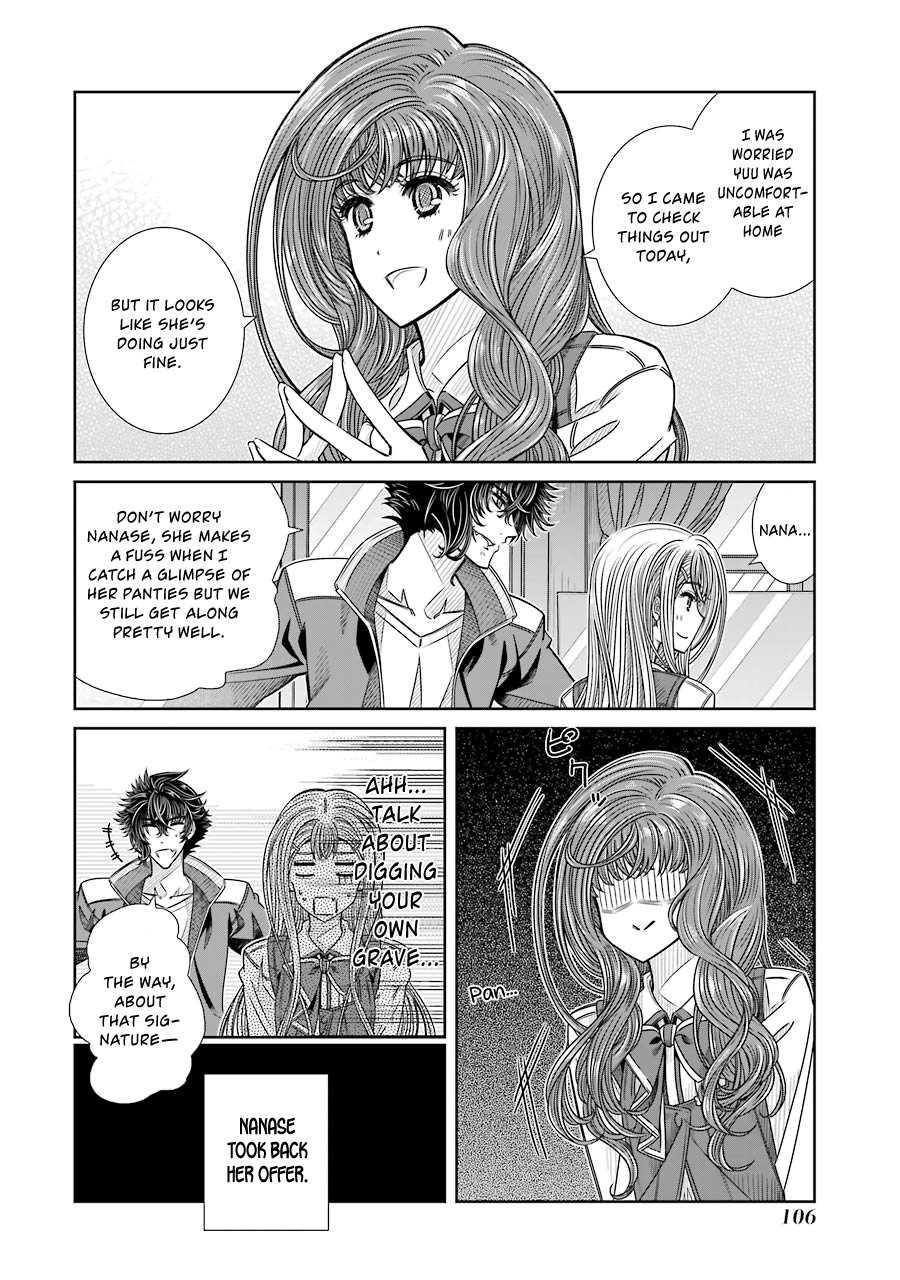 I WAS
WORRIED
YUU WAS
UNCOMFORT-
ABLE AT
HOME
SO I CAME
TO CHECK
THINGS OUT
TODAY,
BUT IT LOOKS
LIKE SHE'S
DOING JUST
FINE.
NANA...
DON'T WORRY
NANASE, SHE MAKES
A FUSS WHEN I
CATCH A GLIMPSE OF
HER PANTIES BUT WE
STILL GET ALONG
PRETTY WELL.
ピクッ
Pan...
AHH...
TALK
ABOUT
DIGGING
YOUR
OWN
GRAVE...
BY
THE WAY,
ABOUT
THAT SIG-
NATURE—
NANASE
TOOK BACK
HER OFFER.
106